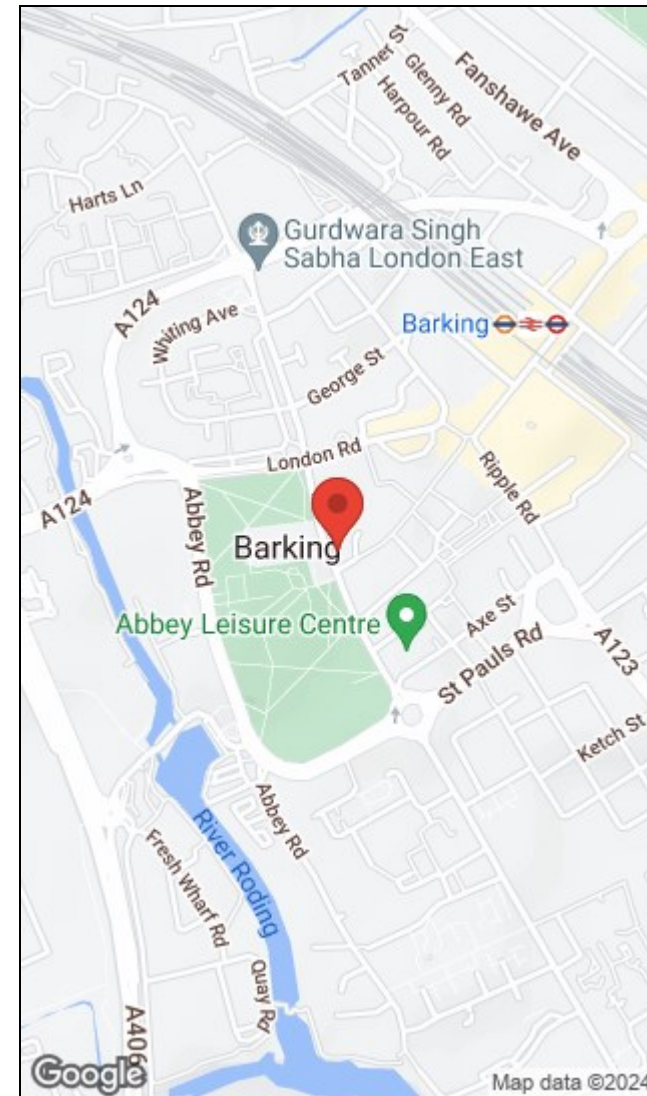 Tanner St
Glenny Rd
Harpour Rd
Fanshawe Ave
Harts Ln
Gurdwara Singh
Sabha London East
A124
Whiting Ave
Barking
George St
London Rd
Ripple Rd
A124
Abbey Rd
Barking
Abbey Leisure Centre
Axe St
St Pauls Rd
A123
Ketch St
Abbey Rd
River Roding
Fresh Wharf Rd
Quay Rd
A406
Google
Map data ©2024